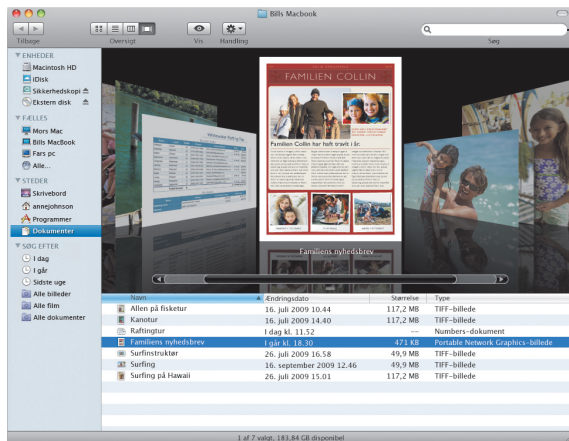 Bills Macbook
Tilbage Oversigt Vis Handling Søg
ENHEDER
Macintosh HD
iDisk
Sikkerhedskopi
Ekstern disk
FÆLLES
Mors Mac
Bills MacBook
Fars pc
Alle...
STEDER
Skrivebord
annejohnson
Programmer
Dokumenter
SØG EFTER
I dag
I går
Sidste uge
Alle billeder
Alle film
Alle dokumenter
FAMILIEN COLLIN
Familien Collin har haft travlt i år.
Familiens nyhedsbrev
Navn Ændringsdato Størrelse Type
Allen på fisketur 16. juli 2009 10.44 117,2 MB TIFF-billede
Kanotur 14. juli 2009 16.40 117,2 MB TIFF-billede
Raftingtur I dag kl. 11.52 -- Numbers-dokument
Familiens nyhedsbrev I går kl. 18.30 471 KB Portable Network Graphics-billede
Surfinstruktør 26. juli 2009 16.58 49,9 MB TIFF-billede
Surfing 16. september 2009 12.46 49,9 MB TIFF-billede
Surfing på Hawaii 26. juli 2009 15.01 117,2 MB TIFF-billede
1 af 7 valgt, 183,84 GB disponibel